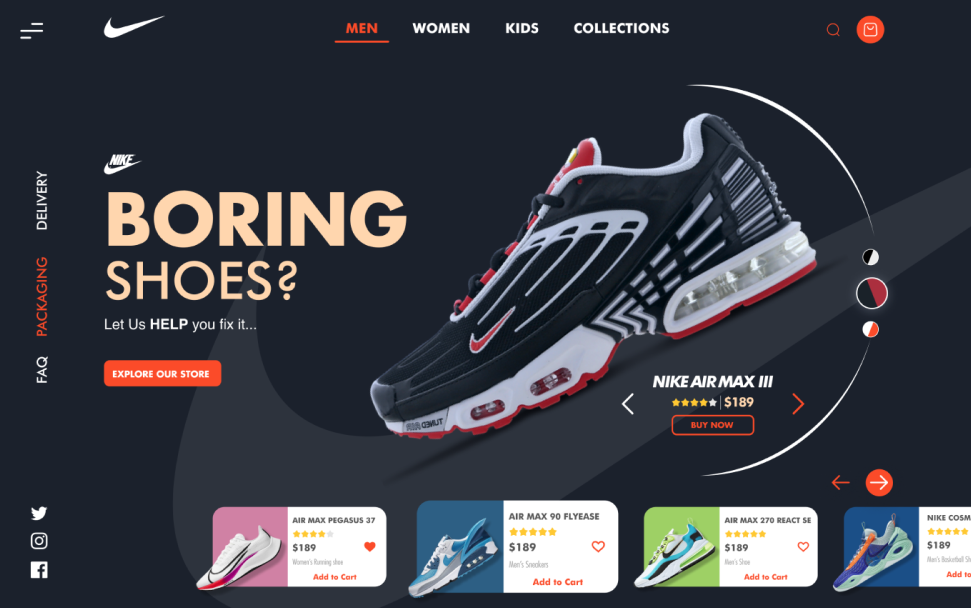 MEN WOMEN KIDS COLLECTIONS
DELIVERY
PACKAGING
FAQ
NIKE
BORING
SHOES?
Let Us HELP you fix it...
EXPLORE OUR STORE
TUNED AIR
NIKE AIR MAX III
$189
BUY NOW
AIR MAX PEGASUS 37
$189
Women's Running shoe
Add to Cart
AIR MAX 90 FLYEASE
$189
Men's Sneakers
Add to Cart
AIR MAX 270 REACT SE
$189
Men's Shoe
Add to Cart
NIKE COSM
$189
Men's Basketball Sh
Add to